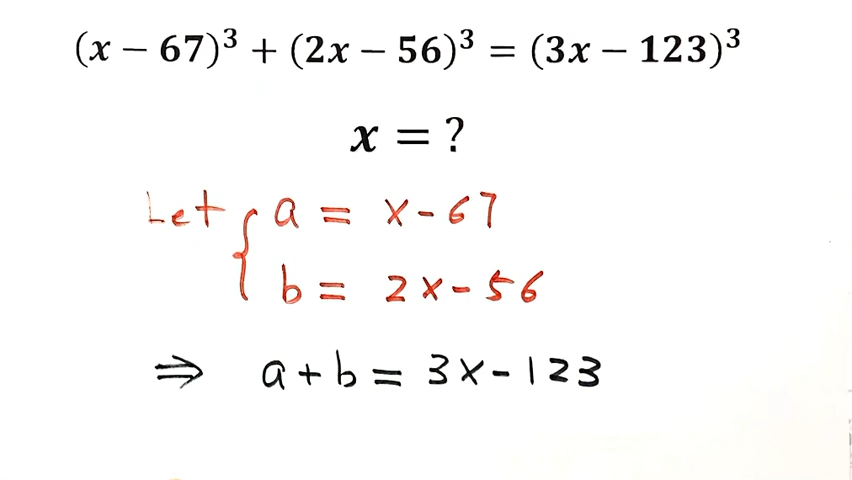 (x − 67)³ + (2x − 56)³ = (3x − 123)³
x = ?
Let { a = x - 67
b = 2x - 56
⇒ a + b = 3x - 123